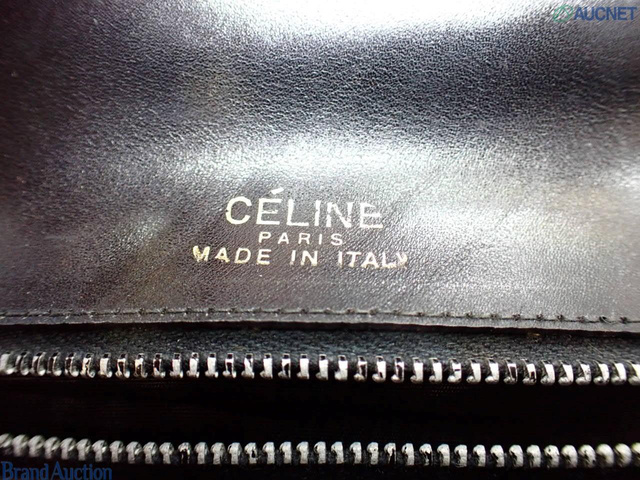 AUCNET
CÉLINE
PARIS
MADE IN ITALY
Brand Auction